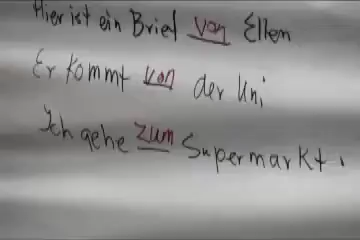 Hier ist ein Brief von Ellen
Er kommt von der Uni
Ich gehe zum Supermarkt.